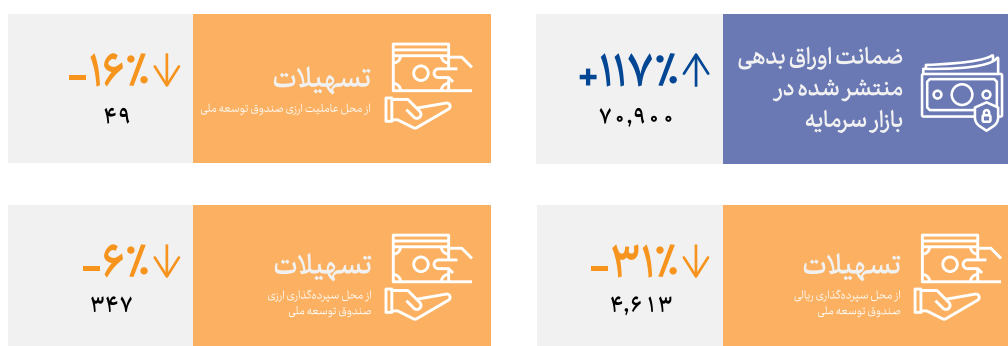 ضمانت اوراق بدهی
منتشر شده در
بازار سرمایه
+۱۱۷٪
۷۰,۹۰۰
تسهیلات
از محل عاملیت ارزی صندوق توسعه ملی
-۱۶٪
۴۹
تسهیلات
از محل سپرده‌گذاری ریالی
صندوق توسعه ملی
-۳۱٪
۴,۶۱۳
تسهیلات
از محل سپرده‌گذاری ارزی
صندوق توسعه ملی
-۶٪
۳۴۷